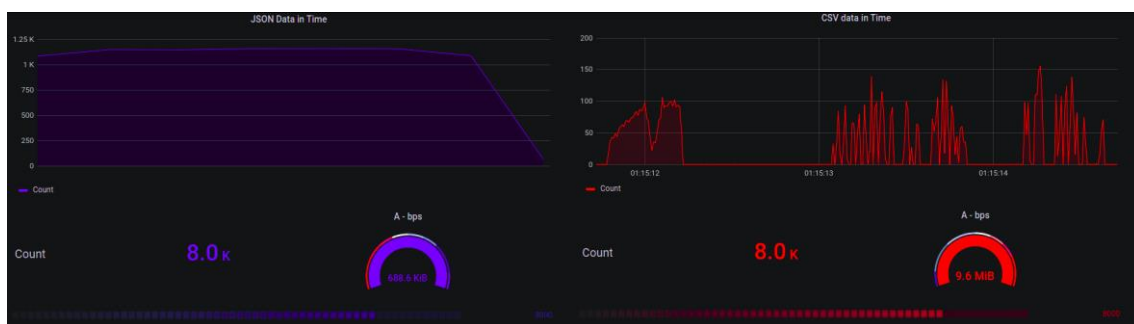 JSON Data in Time
1.25 K
1 K
750
500
250
0
Count
A - bps
Count
8.0 K
688.6 KiB
CSV data in Time
200
150
100
50
0
01:15:12
01:15:13
01:15:14
Count
A - bps
Count
8.0 K
9.6 MiB
8000